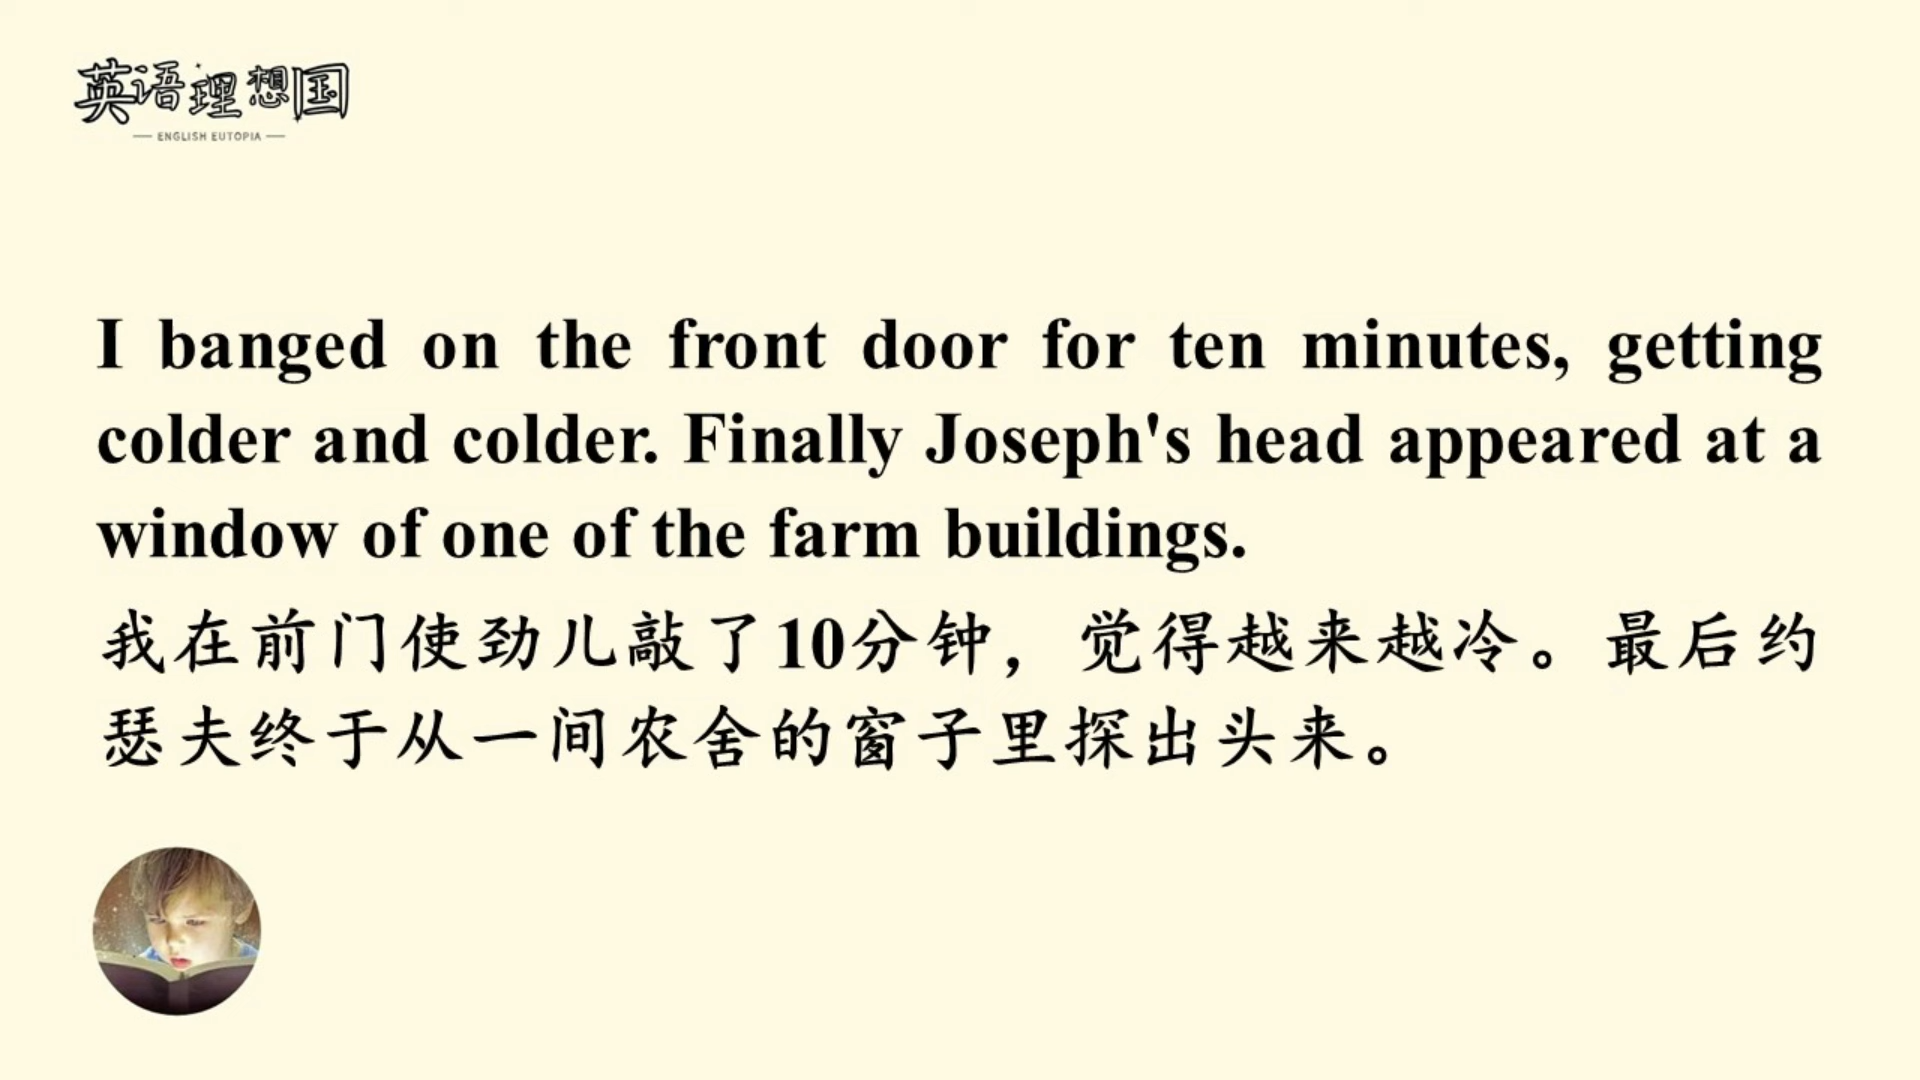 英语理想国
ENGLISH EUTOPIA
I banged on the front door for ten minutes, getting
colder and colder. Finally Joseph's head appeared at a
window of one of the farm buildings.
我在前门使劲儿敲了10分钟，觉得越来越冷。最后约
瑟夫终于从一间农舍的窗子里探出头来。